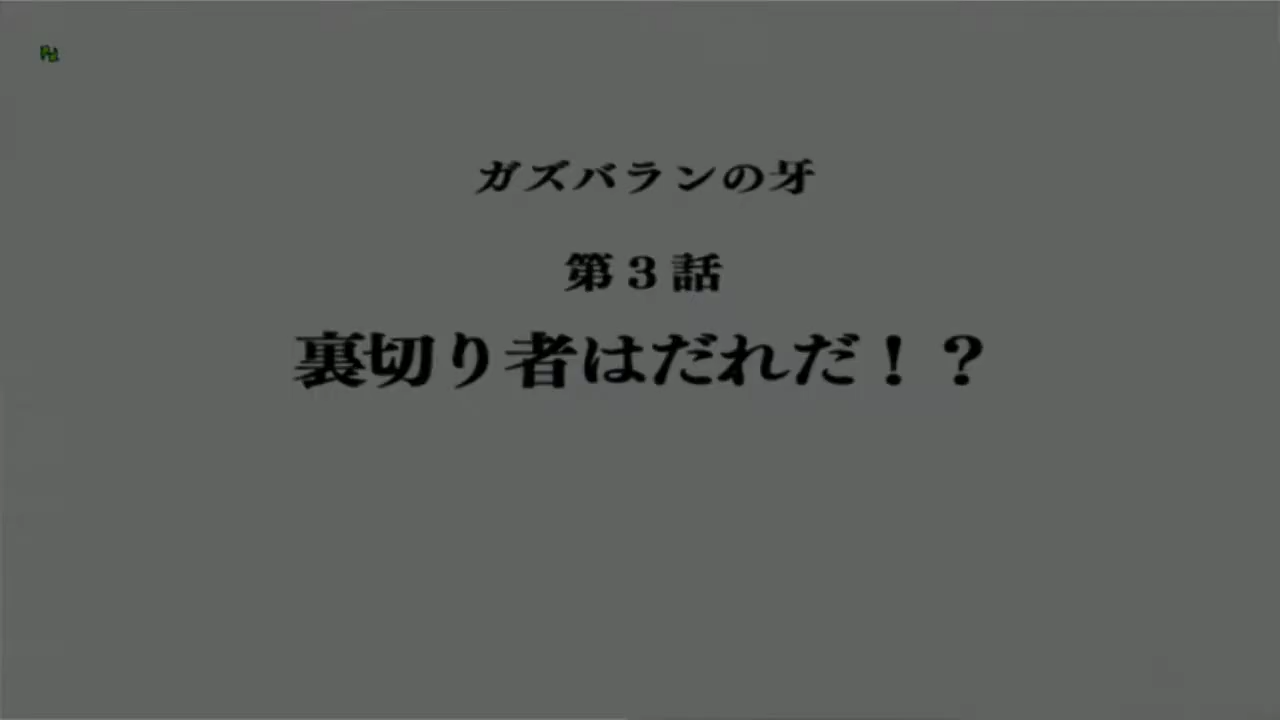 ガズバランの牙
第3話
裏切り者はだれだ！？